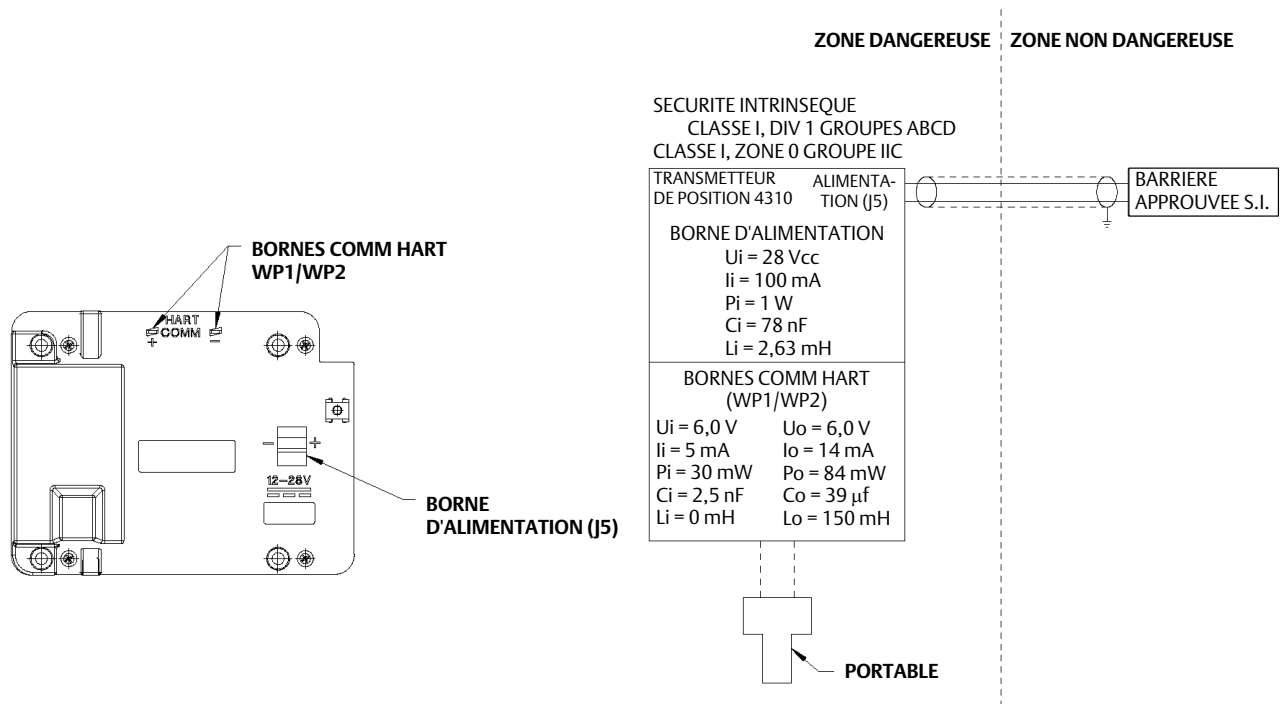 ZONE DANGEREUSE
ZONE NON DANGEREUSE
SECURITE INTRINSEQUE
CLASSE I, DIV 1 GROUPES ABCD
CLASSE I, ZONE 0 GROUPE IIC
TRANSMETTEUR
DE POSITION 4310
ALIMENTA-
TION (J5)
BARRIERE
APPROUVEE S.I.
BORNE D'ALIMENTATION
Ui = 28 Vcc
Ii = 100 mA
Pi = 1 W
Ci = 78 nF
Li = 2,63 mH
BORNES COMM HART
(WP1/WP2)
Ui = 6,0 V
Ii = 5 mA
Pi = 30 mW
Ci = 2,5 nF
Li = 0 mH
Uo = 6,0 V
Io = 14 mA
Po = 84 mW
Co = 39 µf
Lo = 150 mH
PORTABLE
BORNES COMM HART
WP1/WP2
HART
COMM
+ −
− +
12−28V
BORNE
D'ALIMENTATION (J5)